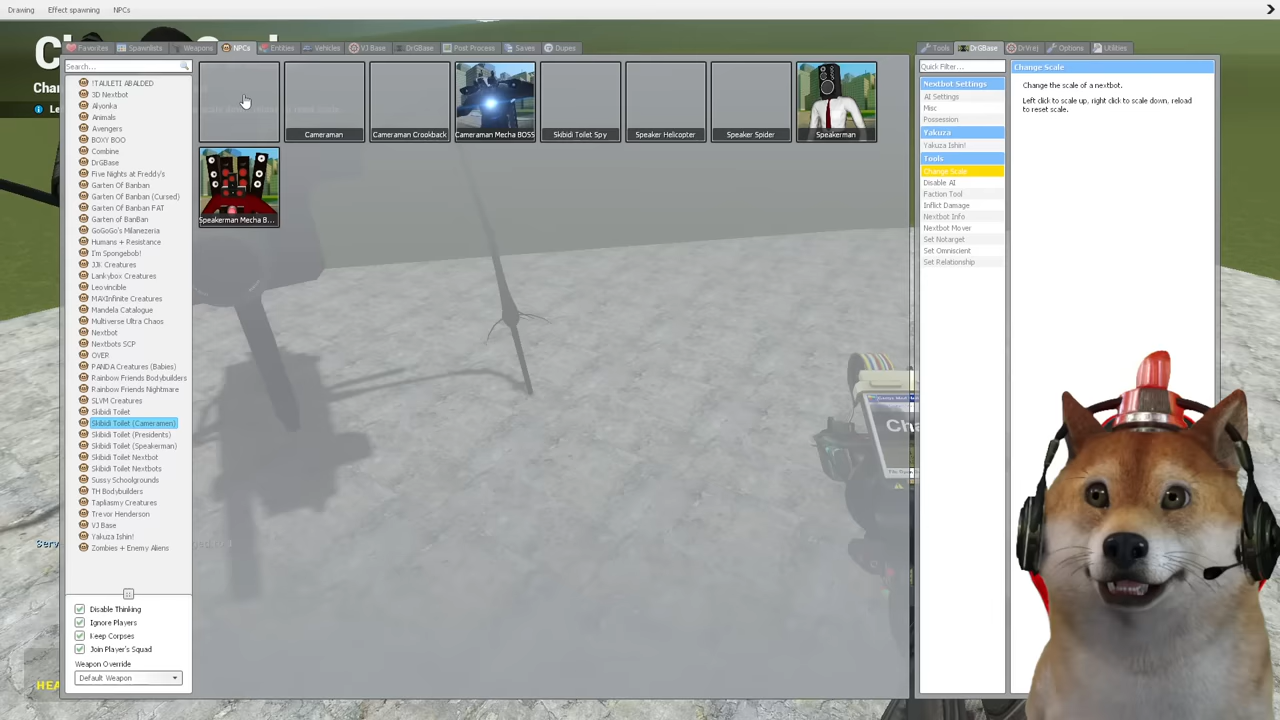 Drawing Effect spawning NPCs
Favorites Spawnlists Weapons NPCs Entities Vehicles VJ Base DrGBase Post Process Saves Dupes
Tools DrGBase DrVrej Options Utilities
Search...
!TAULETI ABALDED
3D Nextbot
Alyonka
Animals
Avengers
BOXY BOO
Combine
DrGBase
Five Nights at Freddy's
Garten Of Banban
Garten Of Banban (Cursed)
Garten Of Banban FAT
Garten of BanBan
GoGoGo's Milanezeria
Humans + Resistance
I'm Spongebob!
JJK Creatures
Lankybox Creatures
Leovincible
MAXInfinite Creatures
Mandela Catalogue
Multiverse Ultra Chaos
Nextbot
Nextbots SCP
OVER
PANDA Creatures (Babies)
Rainbow Friends Bodybuilders
Rainbow Friends Nightmare
SLVM Creatures
Skibidi Toilet
Skibidi Toilet (Cameramen)
Skibidi Toilet (Presidents)
Skibidi Toilet (Speakerman)
Skibidi Toilet Nextbot
Skibidi Toilet Nextbots
Sussy Schoolgrounds
TH Bodybuilders
Tapliasmy Creatures
Trevor Henderson
VJ Base
Yakuza Ishin!
Zombies + Enemy Aliens
Disable Thinking
Ignore Players
Keep Corpses
Join Player's Squad
Weapon Override
Default Weapon
Cameraman
Cameraman Crookback
Cameraman Mecha BOSS
Skibidi Toilet Spy
Speaker Helicopter
Speaker Spider
Speakerman
Speakerman Mecha B...
Quick Filter...
Nextbot Settings
AI Settings
Misc
Possession
Yakuza
Yakuza Ishin!
Tools
Change Scale
Disable AI
Faction Tool
Inflict Damage
Nextbot Info
Nextbot Mover
Set Notarget
Set Omniscient
Set Relationship
Change Scale
Change the scale of a nextbot.
Left click to scale up, right click to scale down, reload
to reset scale.